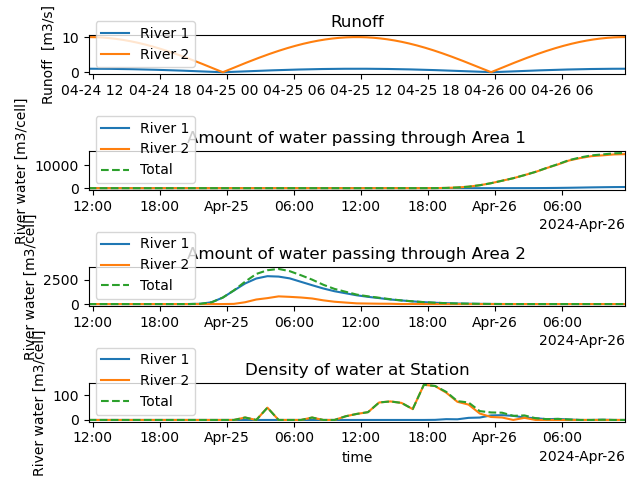 Runoff
Runoff [m3/s]
10
0
River 1
River 2
04-24 12 04-24 18 04-25 00 04-25 06 04-25 12 04-25 18 04-26 00 04-26 06
Amount of water passing through Area 1
River water [m3/cell]
10000
0
River 1
River 2
Total
12:00 18:00 Apr-25 06:00 12:00 18:00 Apr-26 06:00
2024-Apr-26
Amount of water passing through Area 2
River water [m3/cell]
2500
0
River 1
River 2
Total
12:00 18:00 Apr-25 06:00 12:00 18:00 Apr-26 06:00
2024-Apr-26
Density of water at Station
River water [m3/cell]
100
0
River 1
River 2
Total
12:00 18:00 Apr-25 06:00 12:00 18:00 Apr-26 06:00
time
2024-Apr-26